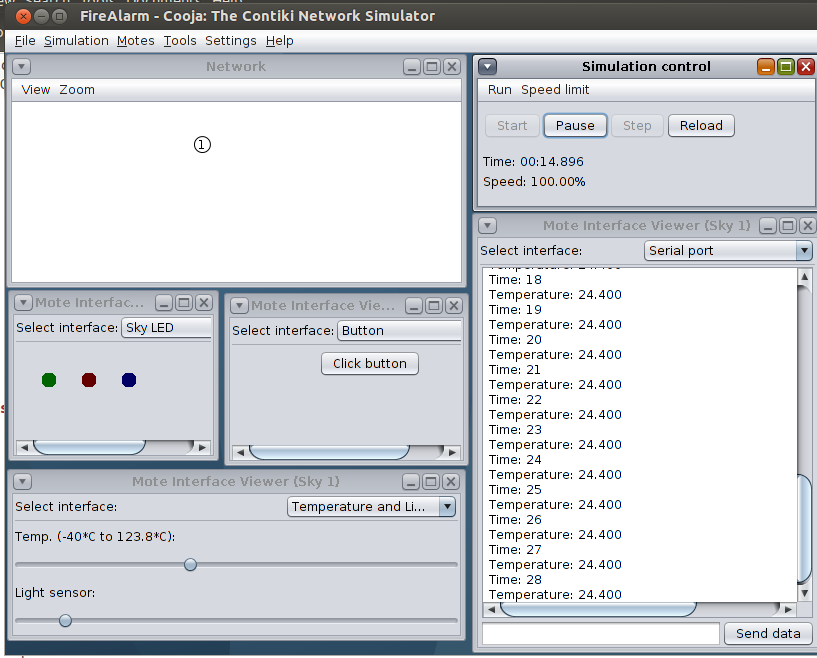 FireAlarm - Cooja: The Contiki Network Simulator
File Simulation Motes Tools Settings Help
Network
View Zoom
1
Simulation control
Run Speed limit
Start Pause Step Reload
Time: 00:14.896
Speed: 100.00%
Mote Interfac...
Select interface: Sky LED
Mote Interface Vie...
Select interface: Button
Click button
Mote Interface Viewer (Sky 1)
Select interface: Temperature and Li...
Temp. (-40*C to 123.8*C):
Light sensor:
Mote Interface Viewer (Sky 1)
Select interface: Serial port
Temperature: 24.400
Time: 18
Temperature: 24.400
Time: 19
Temperature: 24.400
Time: 20
Temperature: 24.400
Time: 21
Temperature: 24.400
Time: 22
Temperature: 24.400
Time: 23
Temperature: 24.400
Time: 24
Temperature: 24.400
Time: 25
Temperature: 24.400
Time: 26
Temperature: 24.400
Time: 27
Temperature: 24.400
Time: 28
Temperature: 24.400
Send data